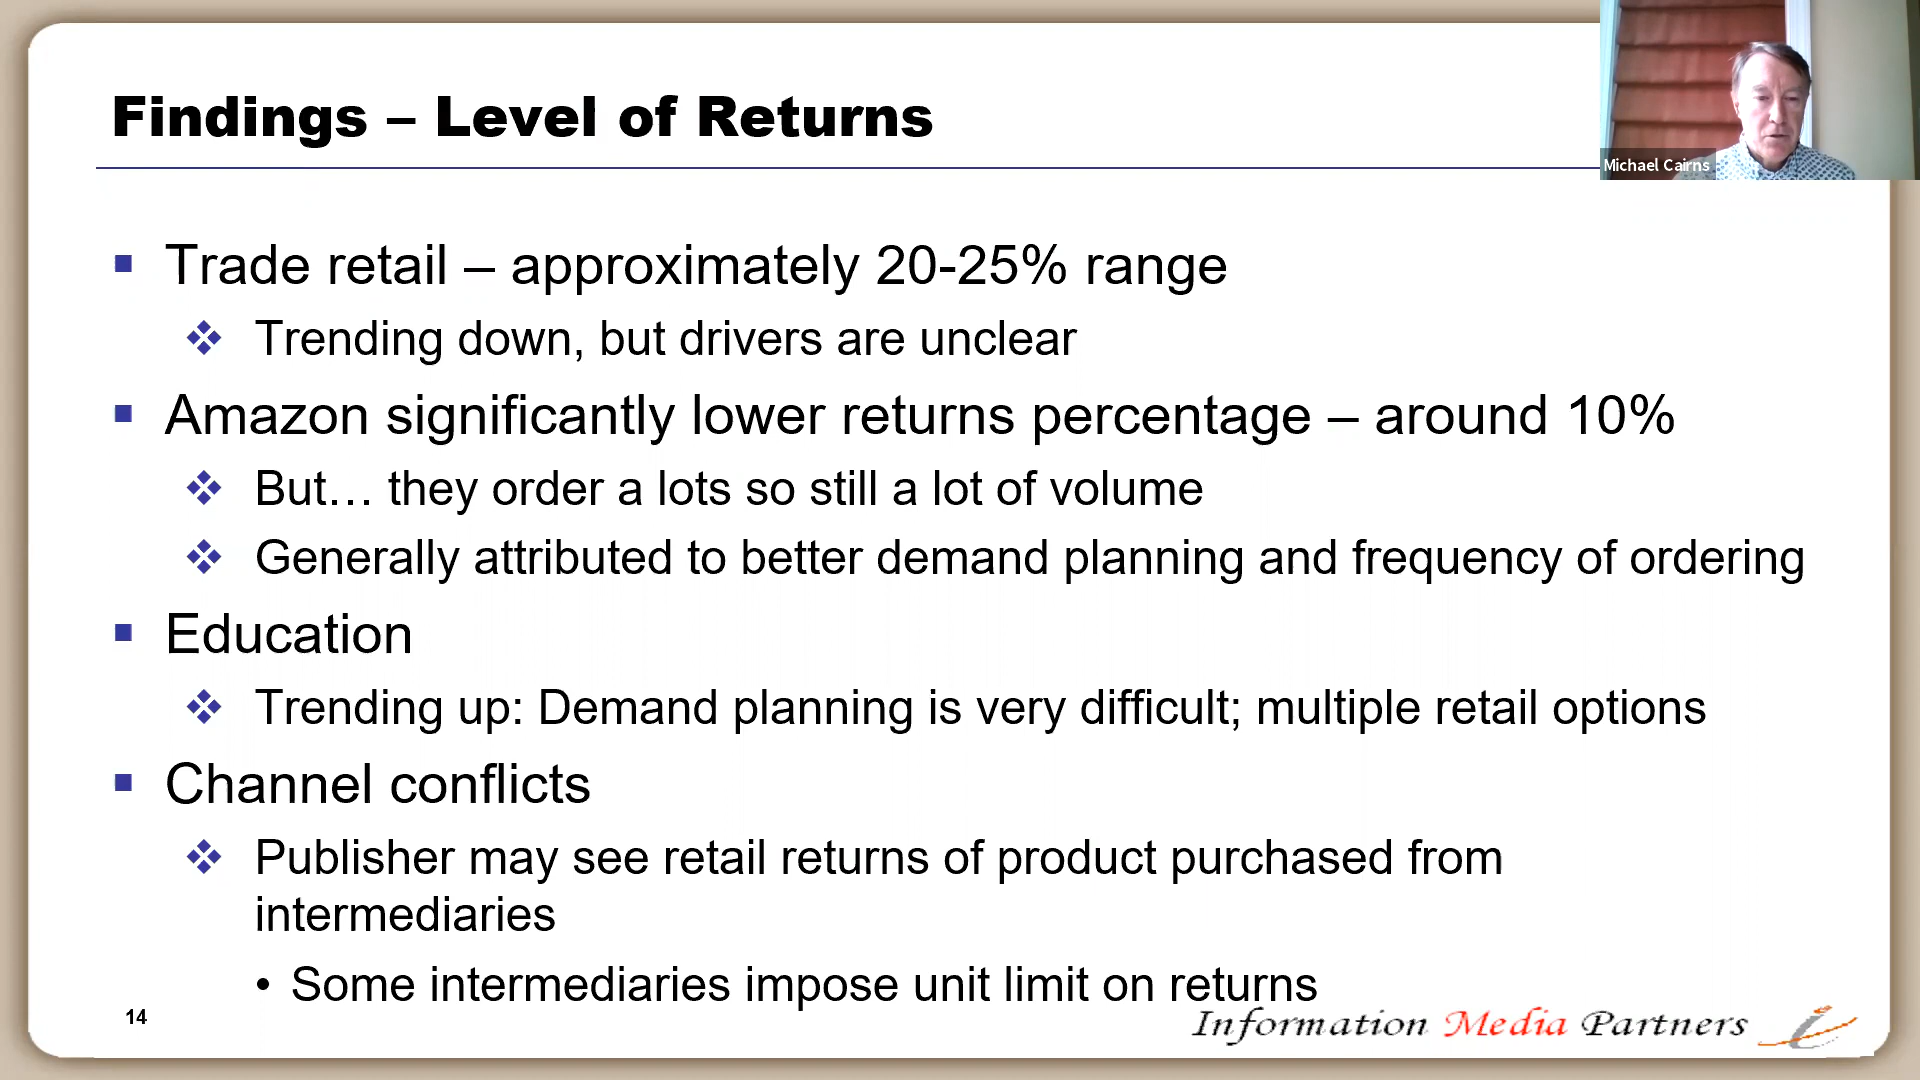 Findings – Level of Returns
Michael Cairns
Trade retail – approximately 20-25% range
Trending down, but drivers are unclear
Amazon significantly lower returns percentage – around 10%
But… they order a lots so still a lot of volume
Generally attributed to better demand planning and frequency of ordering
Education
Trending up: Demand planning is very difficult; multiple retail options
Channel conflicts
Publisher may see retail returns of product purchased from
intermediaries
• Some intermediaries impose unit limit on returns
14
Information Media Partners